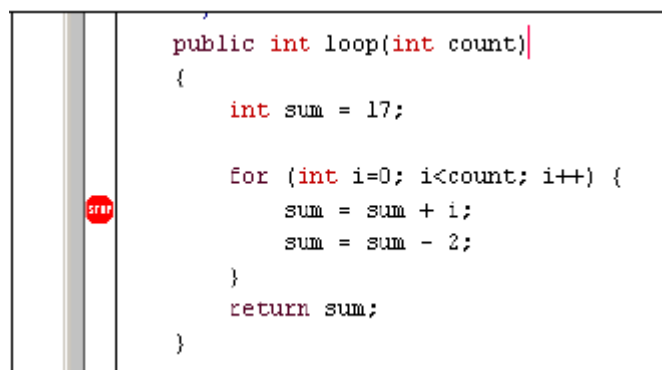 public int loop(int count)
{
int sum = 17;
for (int i=0; i<count; i++) {
STOP sum = sum + i;
sum = sum - 2;
}
return sum;
}